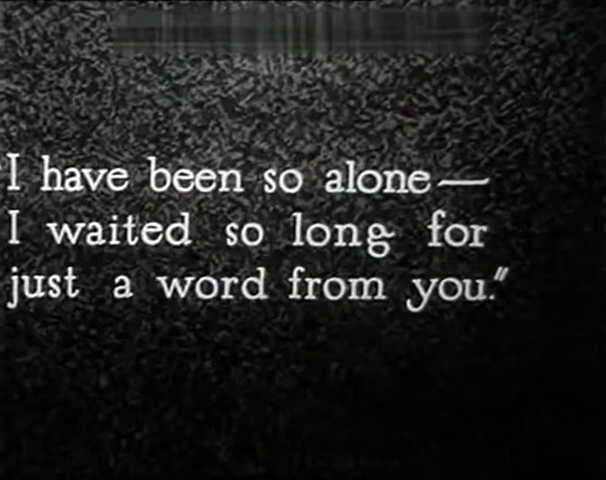 "I have been so alone—
I waited so long for
just a word from you."